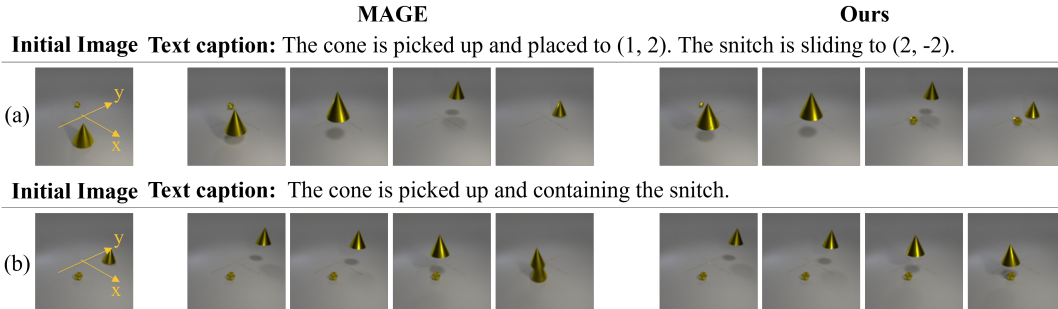 MAGE Ours
Initial Image Text caption: The cone is picked up and placed to (1, 2). The snitch is sliding to (2, -2).
(a)
y
x
Initial Image Text caption: The cone is picked up and containing the snitch.
(b)
y
x